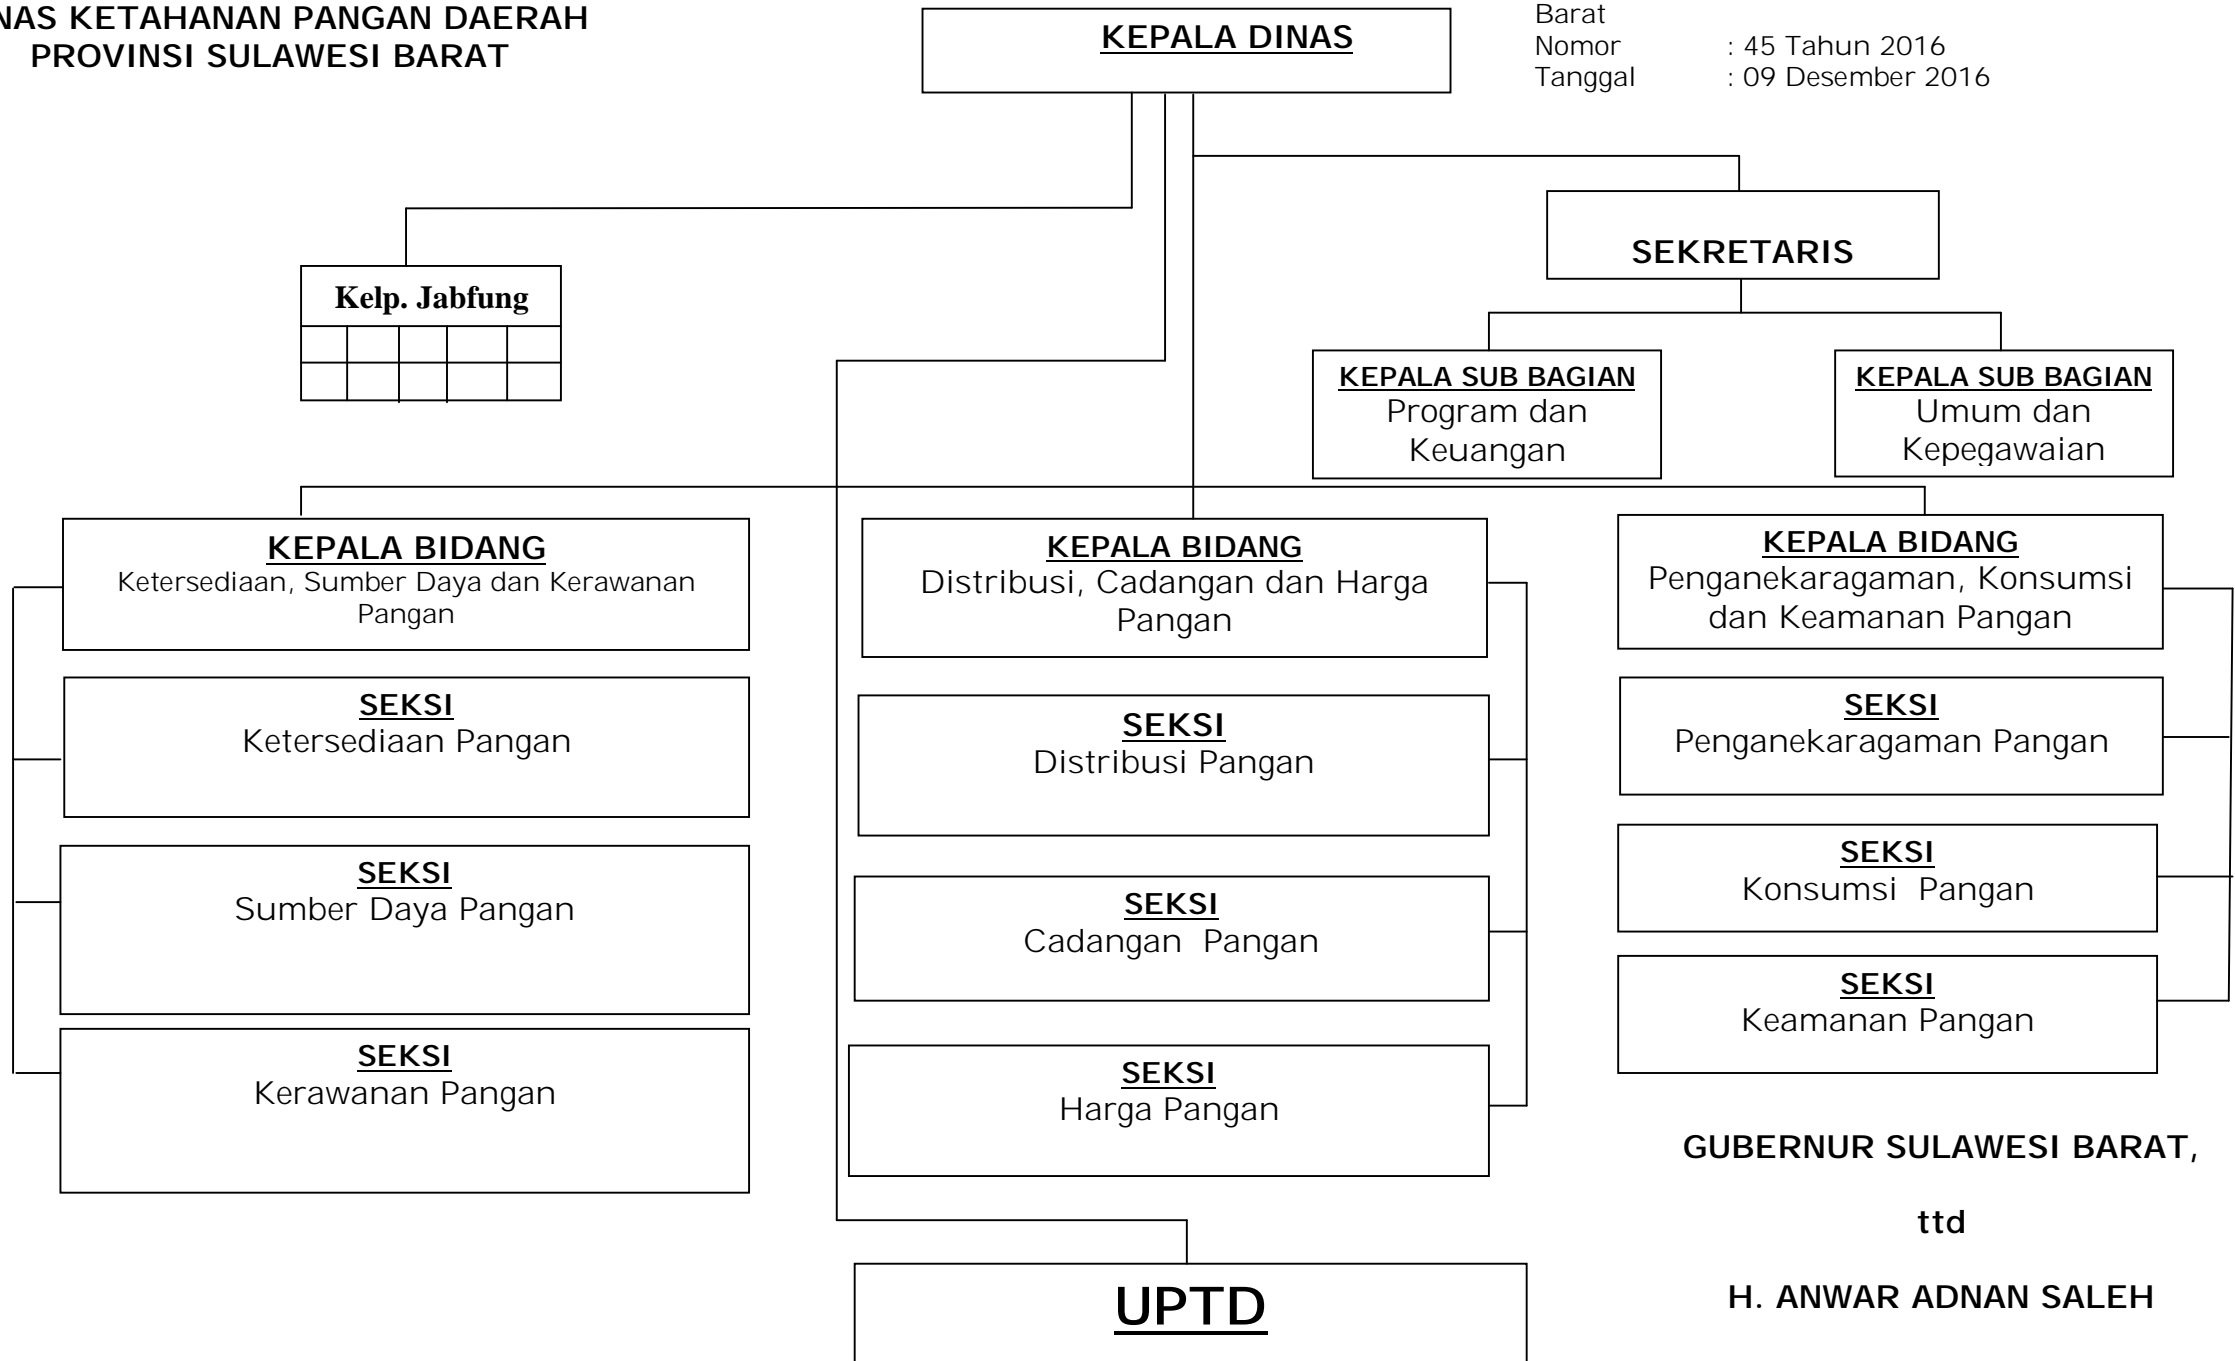 NAS KETAHANAN PANGAN DAERAH
PROVINSI SULAWESI BARAT
KEPALA DINAS
Barat
Nomor : 45 Tahun 2016
Tanggal : 09 Desember 2016
SEKRETARIS
Kelp. Jabfung
KEPALA SUB BAGIAN
Program dan
Keuangan
KEPALA SUB BAGIAN
Umum dan
Kepegawaian
KEPALA BIDANG
Ketersediaan, Sumber Daya dan Kerawanan
Pangan
SEKSI
Ketersediaan Pangan
SEKSI
Sumber Daya Pangan
SEKSI
Kerawanan Pangan
KEPALA BIDANG
Distribusi, Cadangan dan Harga
Pangan
SEKSI
Distribusi Pangan
SEKSI
Cadangan  Pangan
SEKSI
Harga Pangan
KEPALA BIDANG
Penganekaragaman, Konsumsi
dan Keamanan Pangan
SEKSI
Penganekaragaman Pangan
SEKSI
Konsumsi  Pangan
SEKSI
Keamanan Pangan
UPTD
GUBERNUR SULAWESI BARAT,
ttd
H. ANWAR ADNAN SALEH